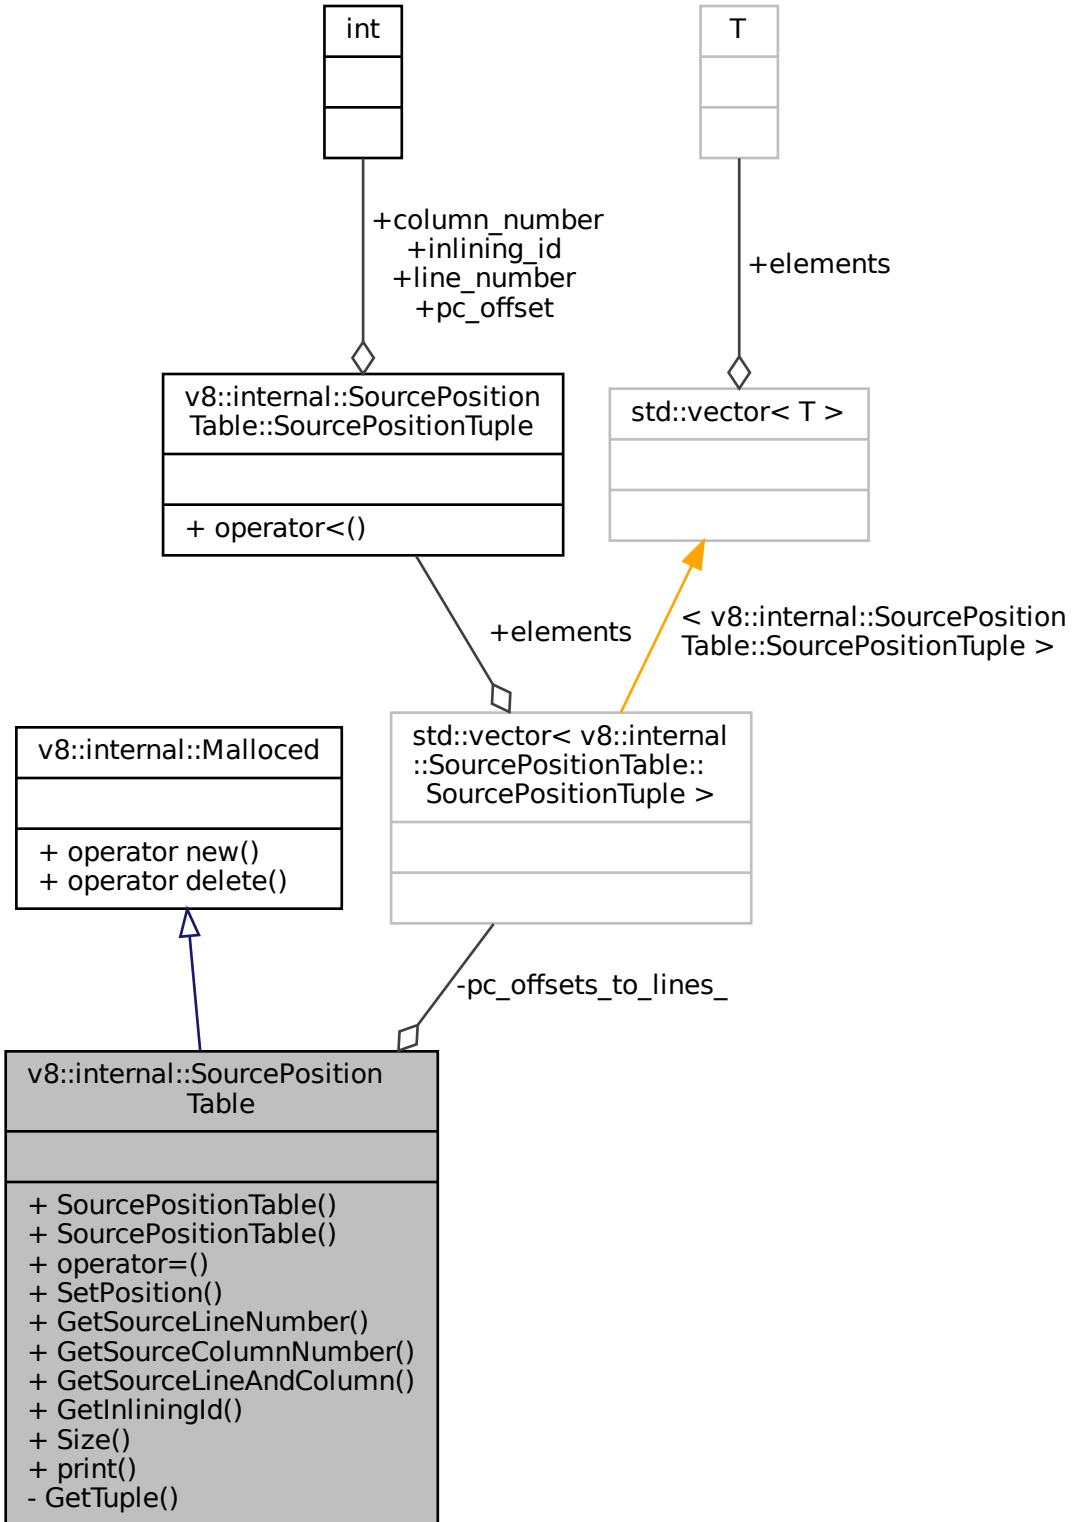 int
T
+column_number
+inlining_id
+line_number
+pc_offset
+elements
v8::internal::SourcePosition
Table::SourcePositionTuple
+ operator<()
std::vector< T >
+elements
< v8::internal::SourcePosition
Table::SourcePositionTuple >
v8::internal::Malloced
+ operator new()
+ operator delete()
std::vector< v8::internal
::SourcePositionTable::
SourcePositionTuple >
-pc_offsets_to_lines_
v8::internal::SourcePosition
Table
+ SourcePositionTable()
+ SourcePositionTable()
+ operator=()
+ SetPosition()
+ GetSourceLineNumber()
+ GetSourceColumnNumber()
+ GetSourceLineAndColumn()
+ GetInliningId()
+ Size()
+ print()
- GetTuple()